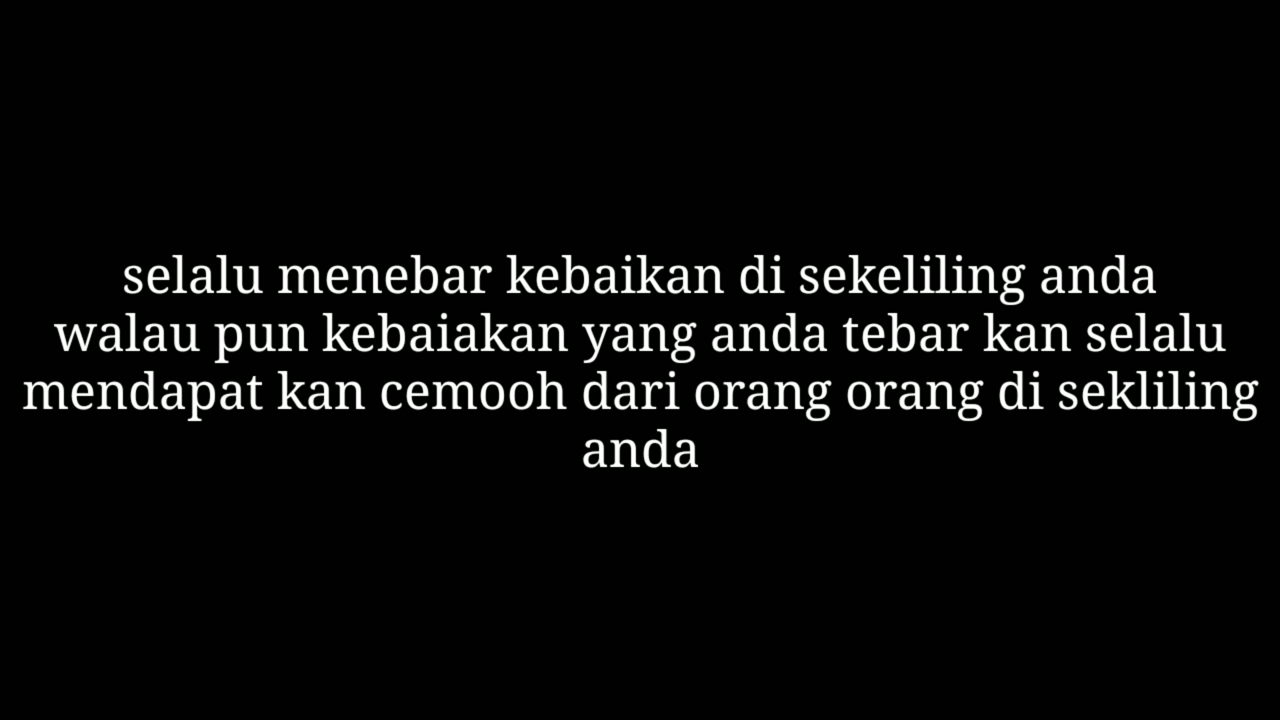 selalu menebar kebaikan di sekeliling anda
walau pun kebaiakan yang anda tebar kan selalu
mendapat kan cemooh dari orang orang di sekliling
anda